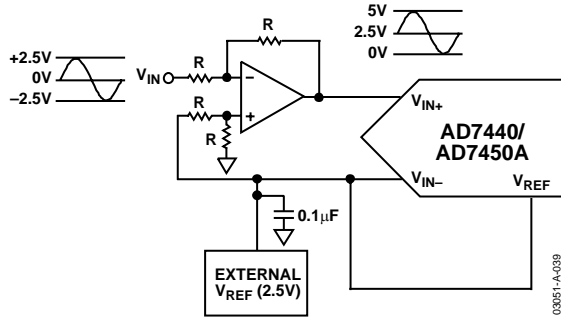 +2.5V
0V
–2.5V
VIN
R
R
R
R
–
+
5V
2.5V
0V
VIN+
AD7440/
AD7450A
VIN–
VREF
0.1µF
EXTERNAL
VREF (2.5V)
03051-A-039